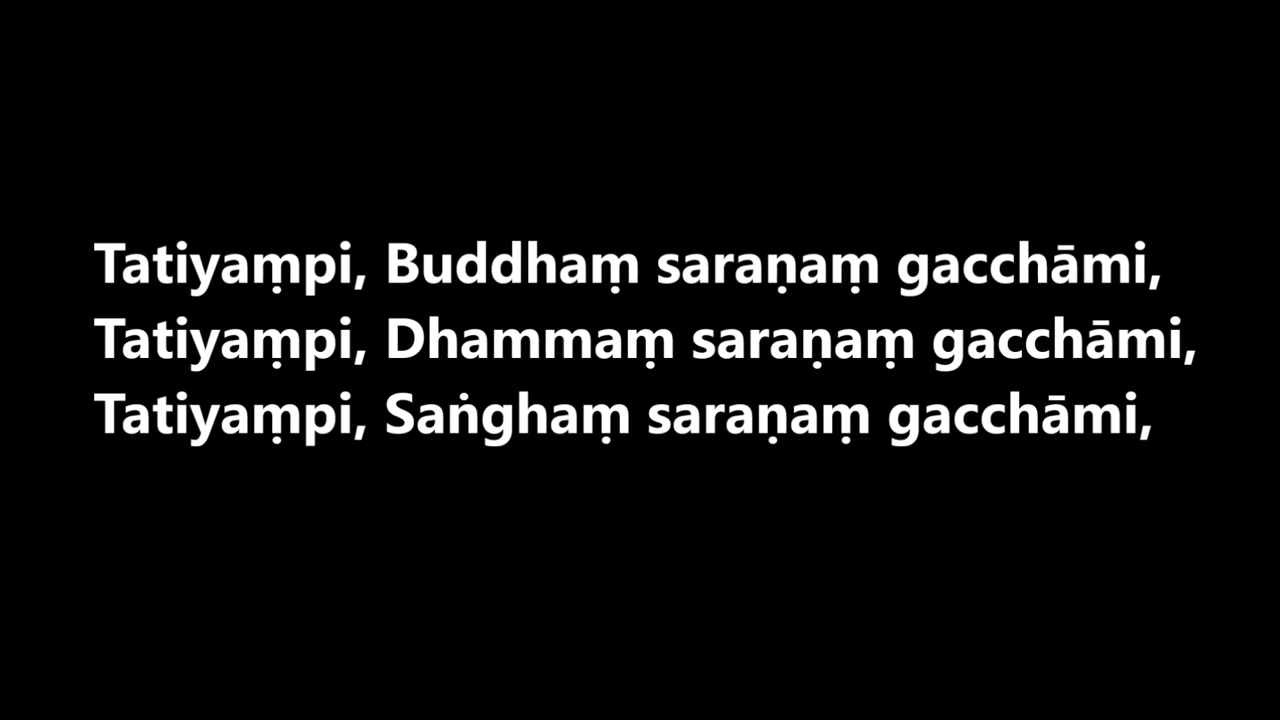 Tatiyaṃpi, Buddhaṃ saraṇaṃ gacchāmi,
Tatiyaṃpi, Dhammaṃ saraṇaṃ gacchāmi,
Tatiyaṃpi, Saṅghaṃ saraṇaṃ gacchāmi,